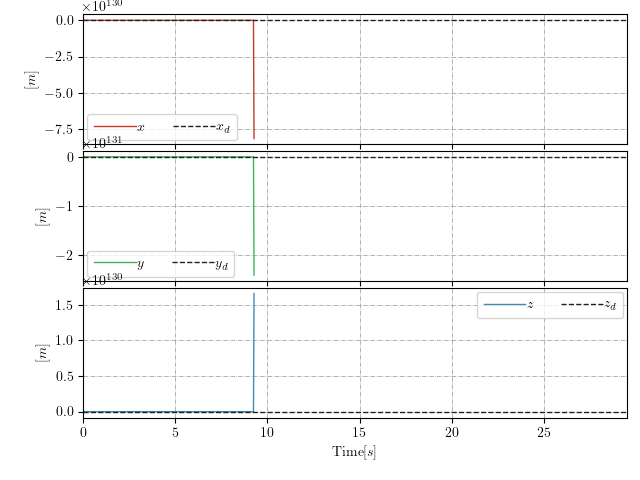 ×10^130
0.0
−2.5
−5.0
−7.5
[m]
x x_d
×10^131
0
−1
−2
[m]
y y_d
×10^130
1.5
1.0
0.5
0.0
[m]
z z_d
0 5 10 15 20 25
Time[s]